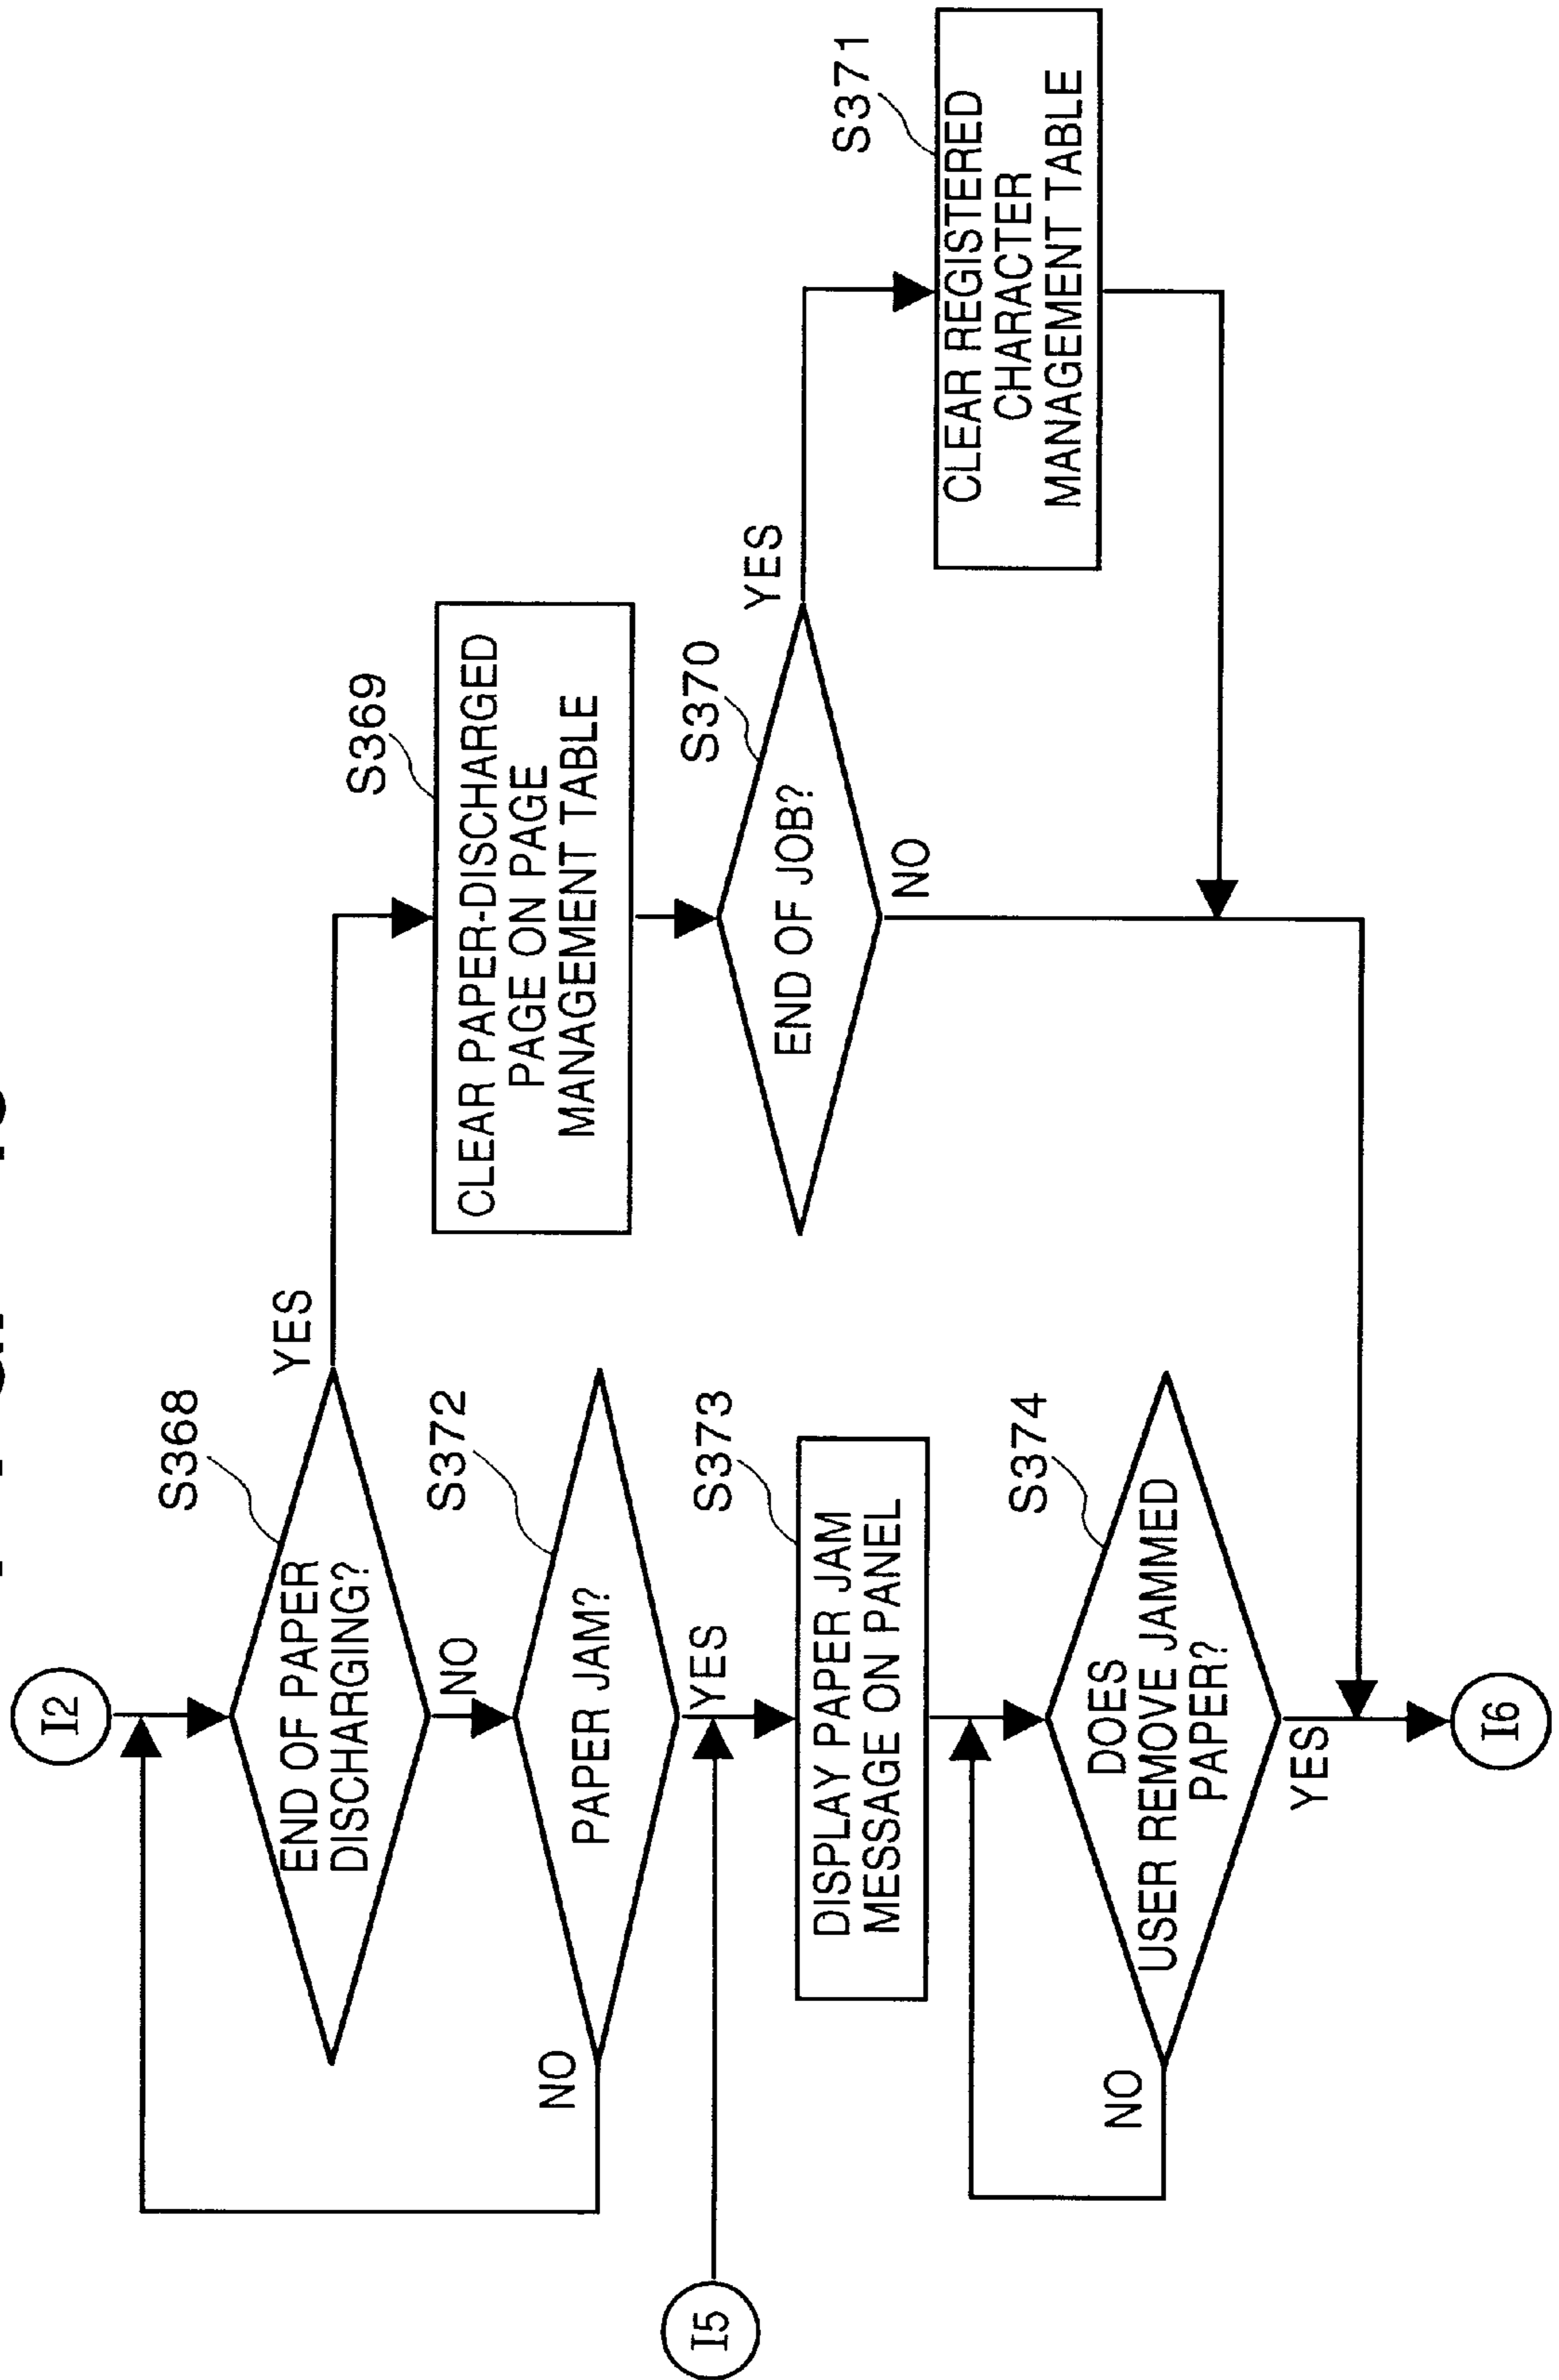 I2
S368
END OF PAPER
DISCHARGING?
YES
NO
S369
CLEAR PAPER-DISCHARGED
PAGE ON PAGE
MANAGEMENT TABLE
S372
PAPER JAM?
NO
YES
S370
END OF JOB?
YES
NO
S371
CLEAR REGISTERED
CHARACTER
MANAGEMENT TABLE
I5
S373
DISPLAY PAPER JAM
MESSAGE ON PANEL
S374
DOES
USER REMOVE JAMMED
PAPER?
NO
YES
I6